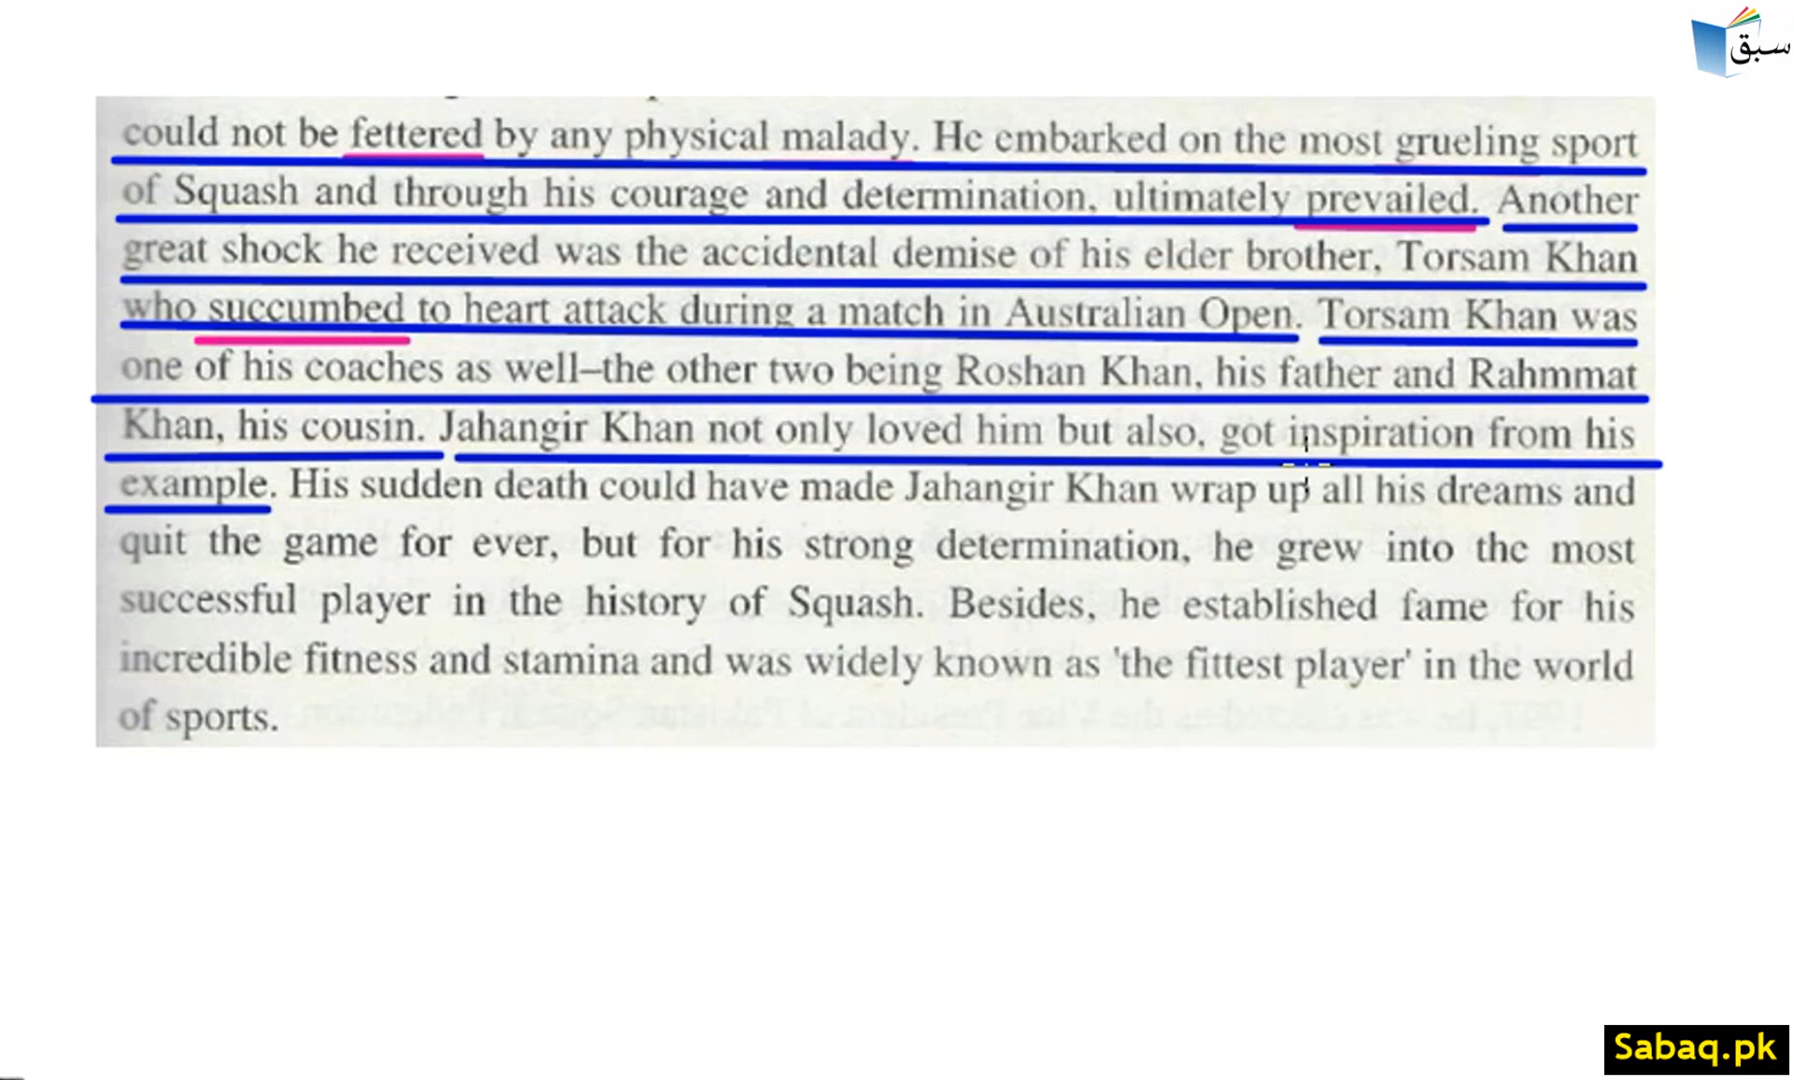 سبق
could not be fettered by any physical malady. He embarked on the most grueling sport
of Squash and through his courage and determination, ultimately prevailed. Another
great shock he received was the accidental demise of his elder brother, Torsam Khan
who succumbed to heart attack during a match in Australian Open. Torsam Khan was
one of his coaches as well–the other two being Roshan Khan, his father and Rahmmat
Khan, his cousin. Jahangir Khan not only loved him but also, got inspiration from his
example. His sudden death could have made Jahangir Khan wrap up all his dreams and
quit the game for ever, but for his strong determination, he grew into the most
successful player in the history of Squash. Besides, he established fame for his
incredible fitness and stamina and was widely known as 'the fittest player' in the world
of sports.
Sabaq.pk